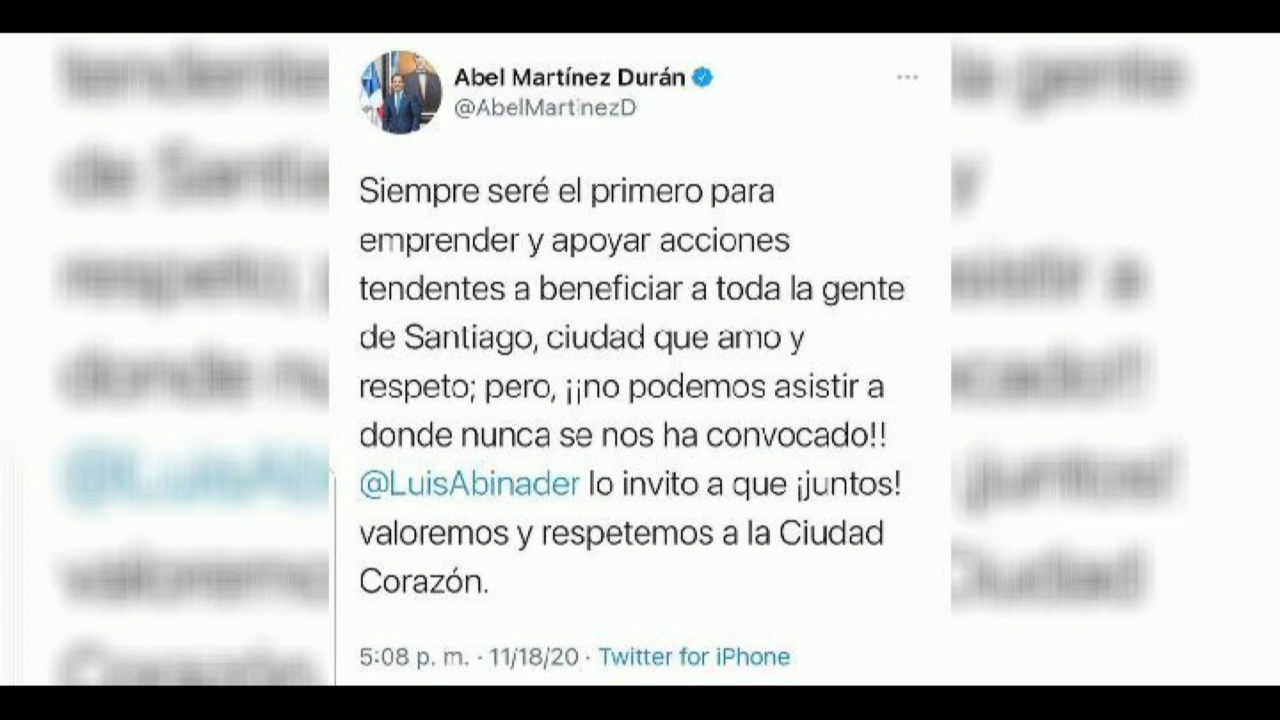 Abel Martínez Durán
@AbelMartinezD
Siempre seré el primero para
emprender y apoyar acciones
tendentes a beneficiar a toda la gente
de Santiago, ciudad que amo y
respeto; pero, ¡¡no podemos asistir a
donde nunca se nos ha convocado!!
@LuisAbinader lo invito a que ¡juntos!
valoremos y respetemos a la Ciudad
Corazón.
5:08 p. m. · 11/18/20 · Twitter for iPhone